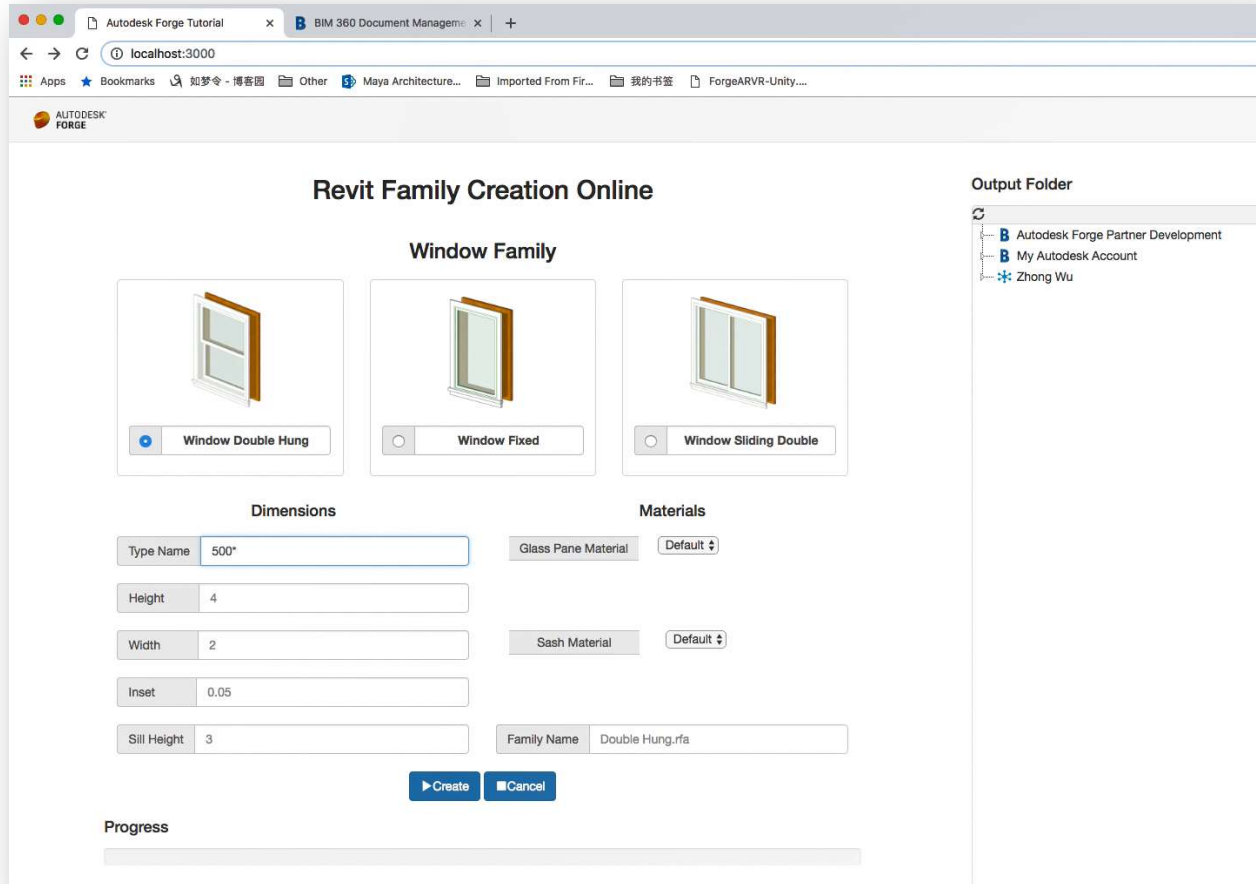 Autodesk Forge Tutorial
BIM 360 Document Manageme
localhost:3000
Apps Bookmarks 如梦令 - 博客园 Other Maya Architecture... Imported From Fir... 我的书签 ForgeARVR-Unity....
AUTODESK
FORGE
Revit Family Creation Online
Window Family
Window Double Hung
Window Fixed
Window Sliding Double
Dimensions
Type Name 500*
Height 4
Width 2
Inset 0.05
Sill Height 3
Materials
Glass Pane Material Default
Sash Material Default
Family Name Double Hung.rfa
Create Cancel
Progress
Output Folder
Autodesk Forge Partner Development
My Autodesk Account
Zhong Wu